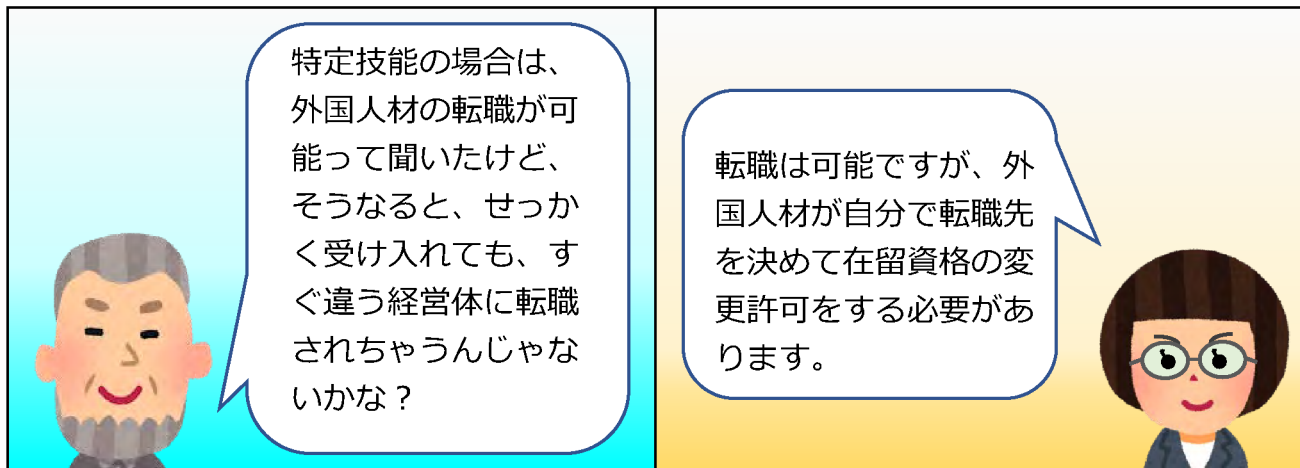 特定技能の場合は、
外国人材の転職が可
能って聞いたけど、
そうなると、せっか
く受け入れても、す
ぐ違う経営体に転職
されちゃうんじゃな
いかな？
転職は可能ですが、外
国人材が自分で転職先
を決めて在留資格の変
更許可をする必要があ
ります。